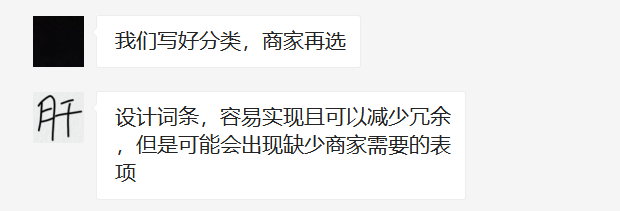 我们写好分类，商家再选
肝
设计词条，容易实现且可以减少冗余
，但是可能会出现缺少商家需要的表
项